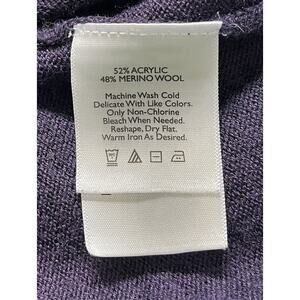 52% ACRYLIC
48% MERINO WOOL
Machine Wash Cold
Delicate With Like Colors.
Only Non-Chlorine
Bleach When Needed.
Reshape, Dry Flat.
Warm Iron As Desired.